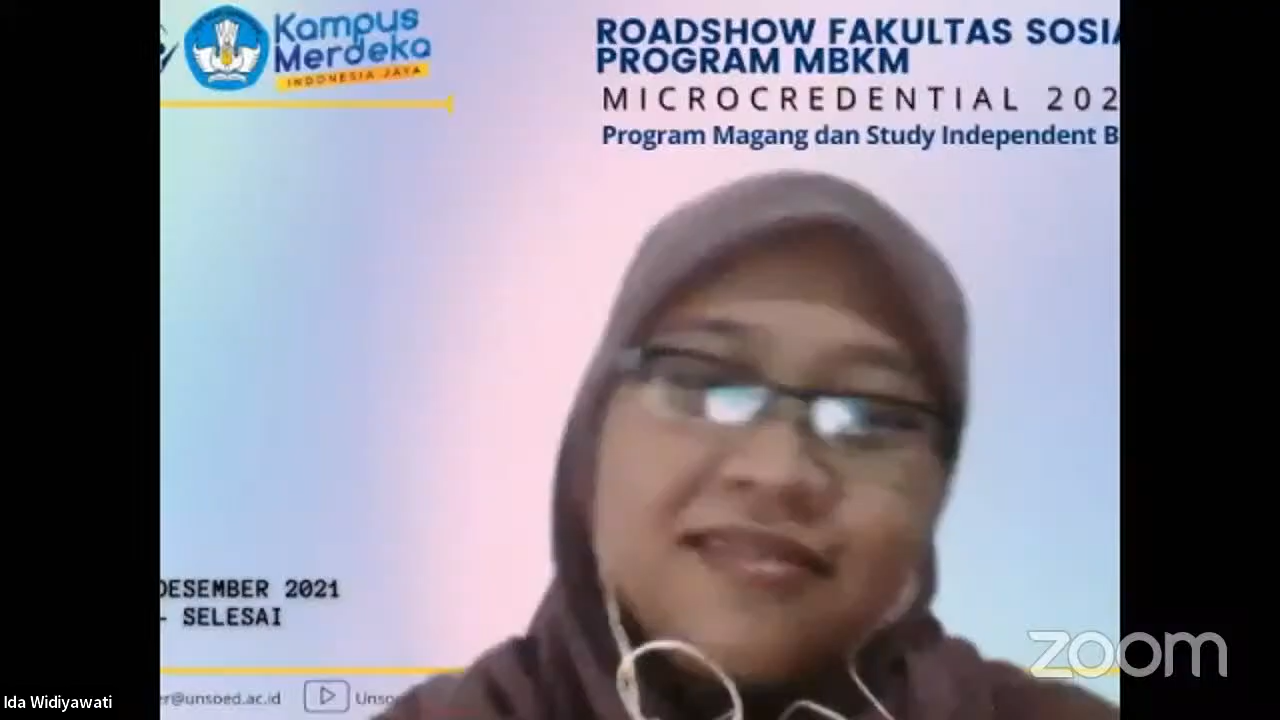 Kampus
Merdeka
INDONESIA JAYA
ROADSHOW FAKULTAS SOSIA
PROGRAM MBKM
MICROCREDENTIAL 202
Program Magang dan Study Independent B
DESEMBER 2021
- SELESAI
r@unsoed.ac.id
Unso
Ida Widiyawati
zoom